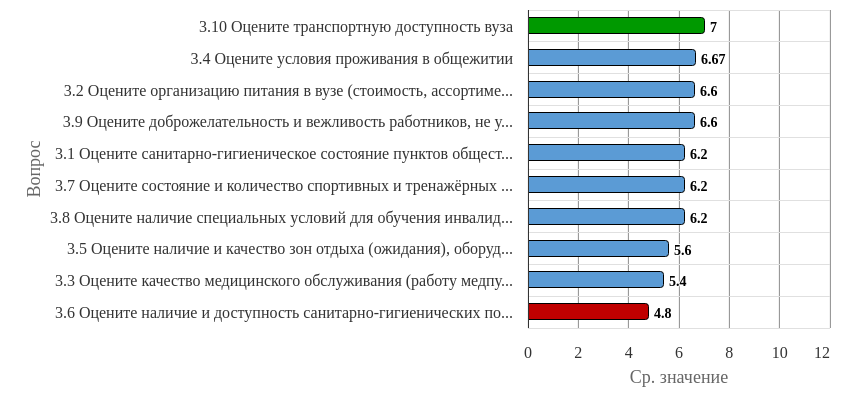 3.10 Оцените транспортную доступность вуза
7
3.4 Оцените условия проживания в общежитии
6.67
3.2 Оцените организацию питания в вузе (стоимость, ассортиме...
6.6
3.9 Оцените доброжелательность и вежливость работников, не у...
6.6
3.1 Оцените санитарно-гигиеническое состояние пунктов общест...
6.2
3.7 Оцените состояние и количество спортивных и тренажёрных ...
6.2
3.8 Оцените наличие специальных условий для обучения инвалид...
6.2
3.5 Оцените наличие и качество зон отдыха (ожидания), оборуд...
5.6
3.3 Оцените качество медицинского обслуживания (работу медпу...
5.4
3.6 Оцените наличие и доступность санитарно-гигиенических по...
4.8
Вопрос
0 2 4 6 8 10 12
Ср. значение